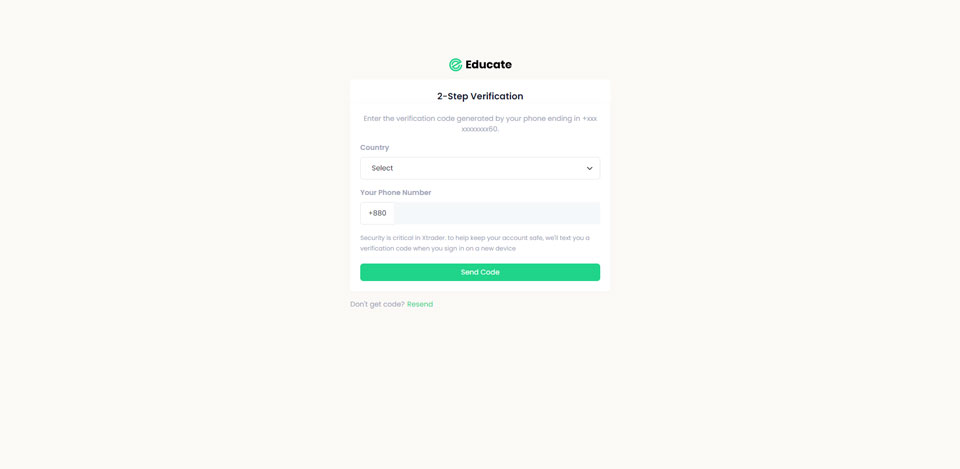 Educate
2-Step Verification
Enter the verification code generated by your phone ending in +xxx
xxxxxxxx60.
Country
Select
Your Phone Number
+880
Security is critical in Xtrader. to help keep your account safe, we'll text you a
verification code when you sign in on a new device
Send Code
Don't get code? Resend